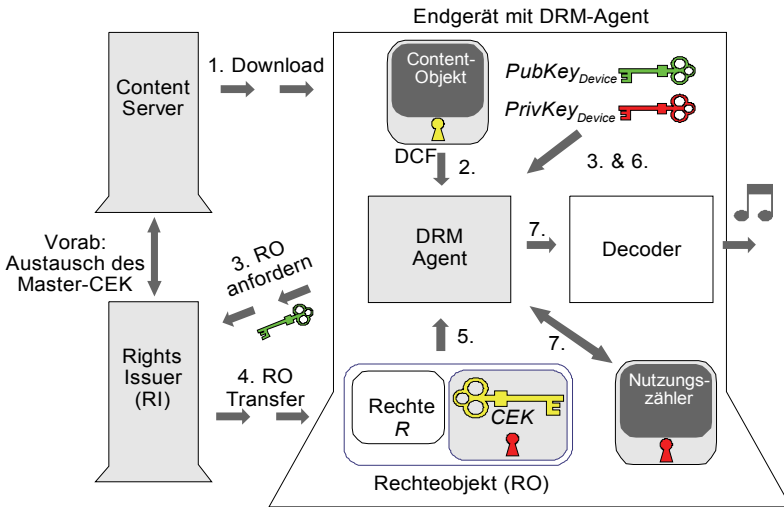 Endgerät mit DRM-Agent
Content
Server
1. Download
Content-
Objekt
PubKeyDevice
PrivKeyDevice
DCF
2.
3. & 6.
Vorab:
Austausch des
Master-CEK
3. RO
anfordern
DRM
Agent
7.
Decoder
Rights
Issuer
(RI)
4. RO
Transfer
5.
7.
Rechte
R
CEK
Nutzungs-
zähler
Rechteobjekt (RO)